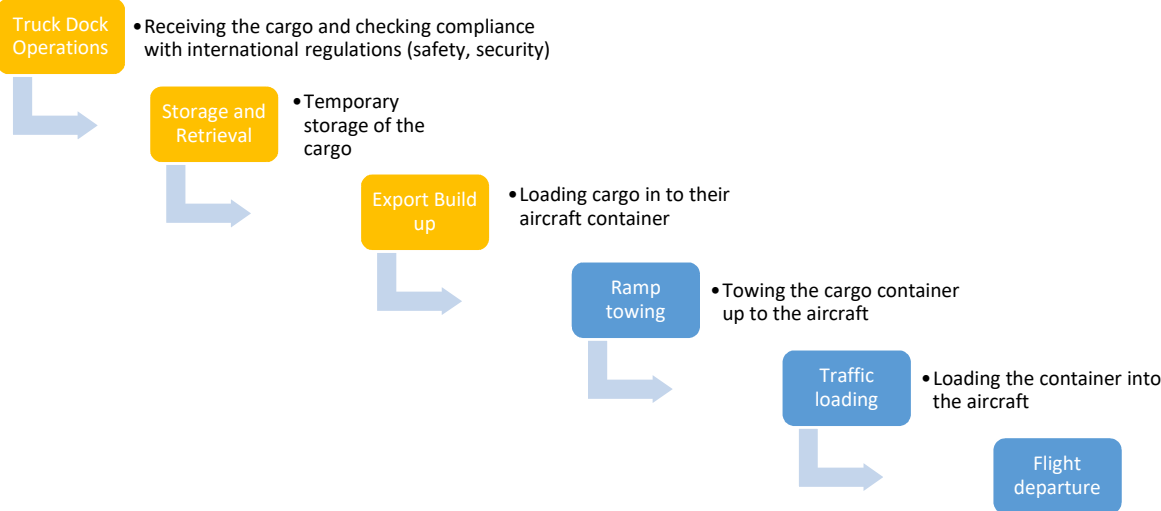 Truck Dock
Operations
•Receiving the cargo and checking compliance
with international regulations (safety, security)
Storage and
Retrieval
•Temporary
storage of the
cargo
Export Build
up
•Loading cargo in to their
aircraft container
Ramp
towing
•Towing the cargo container
up to the aircraft
Traffic
loading
•Loading the container into
the aircraft
Flight
departure